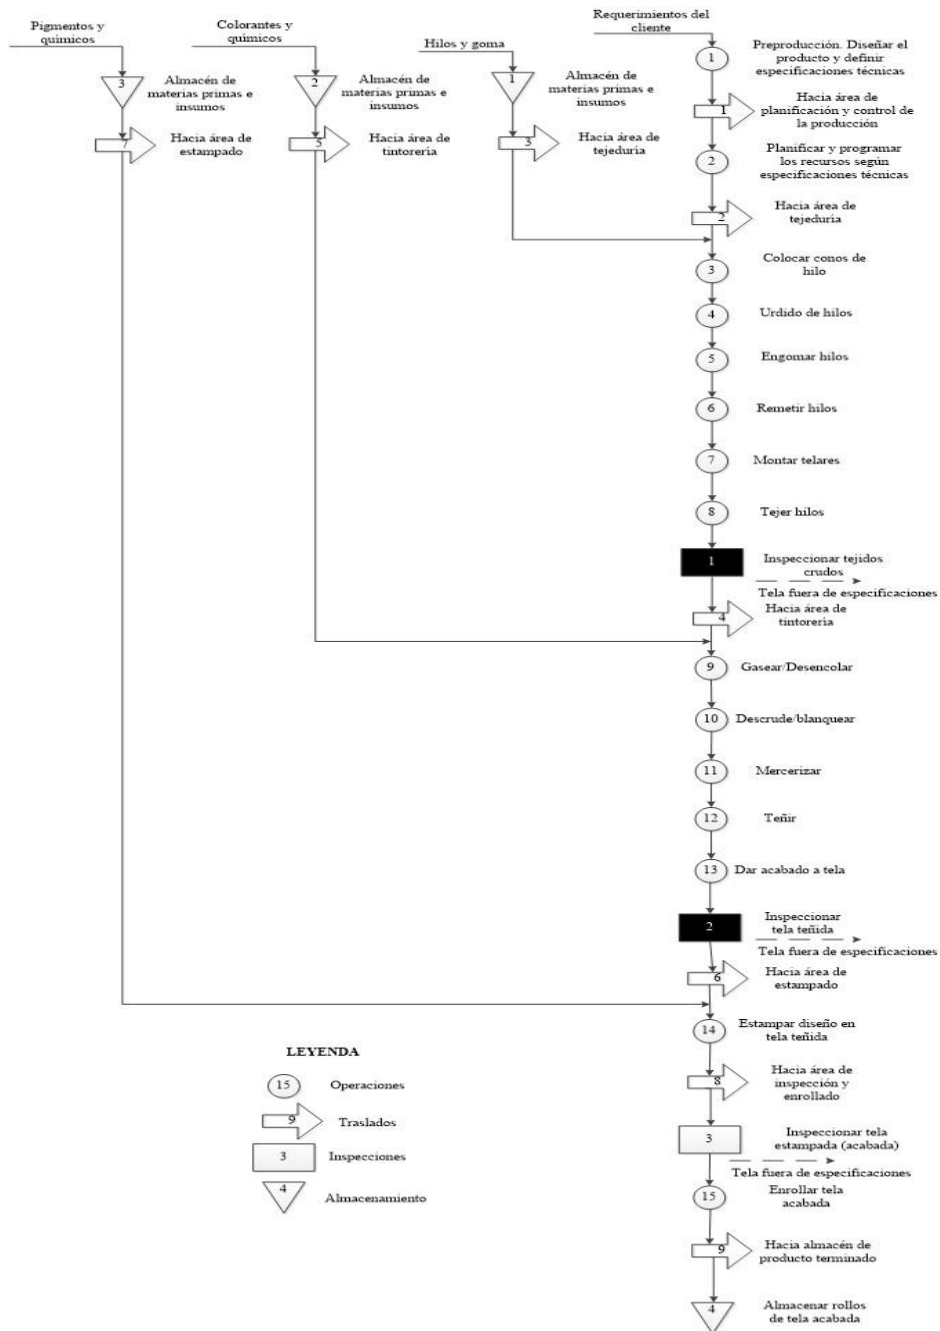 Pigmentos y
químicos
3
Almacén de
materias primas e
insumos
7
Hacia área de
estampado
Colorantes y
químicos
2
Almacén de
materias primas e
insumos
5
Hacia área de
tintorería
Hilos y goma
1
Almacén de
materias primas e
insumos
3
Hacia área de
tejeduria
Requerimientos del
cliente
1
Preproducción. Diseñar el
producto y definir
especificaciones técnicas
1
Hacia área de
planificación y control de
la producción
2
Planificar y programar
los recursos según
especificaciones técnicas
2
Hacia área de
tejeduria
3
Colocar conos de
hilo
4
Urdido de hilos
5
Engomar hilos
6
Remetir hilos
7
Montar telares
8
Tejer hilos
1
Inspeccionar tejidos
crudos
Tela fuera de especificaciones
4
Hacia área de
tintorería
9
Gasear/Desencolar
10
Descrude/blanquear
11
Mercerizar
12
Teñir
13
Dar acabado a tela
2
Inspeccionar
tela teñida
Tela fuera de especificaciones
6
Hacia área de
estampado
14
Estampar diseño en
tela teñida
8
Hacia área de
inspección y
enrollado
3
Inspeccionar tela
estampada (acabada)
Tela fuera de especificaciones
15
Enrollar tela
acabada
9
Hacia almacén de
producto terminado
4
Almacenar rollos
de tela acabada
LEYENDA
15
Operaciones
9
Traslados
3
Inspecciones
4
Almacenamiento